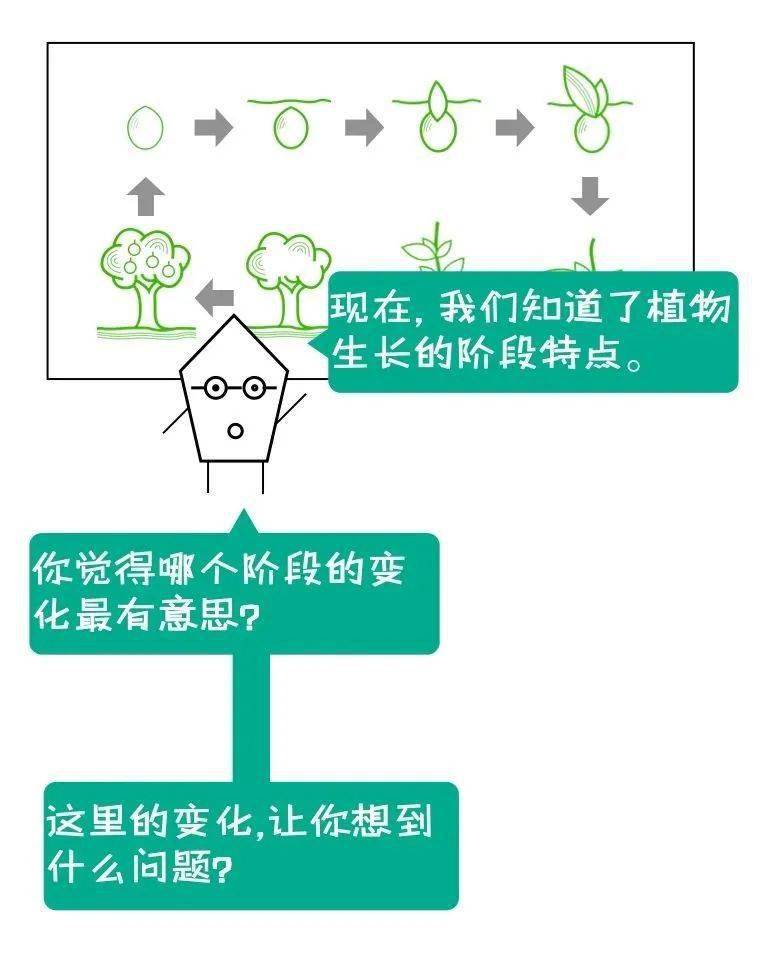 现在,我们知道了植物
生长的阶段特点。
你觉得哪个阶段的变
化最有意思?
这里的变化,让你想到
什么问题?